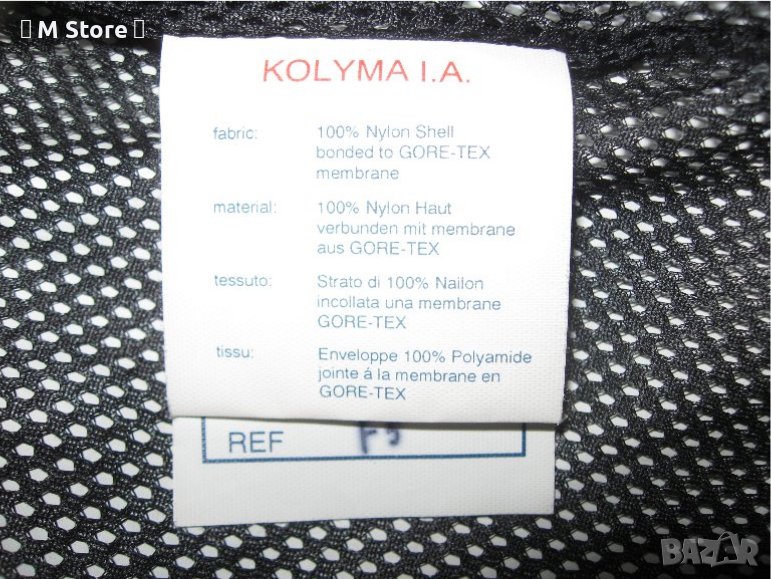 M Store
KOLYMA I.A.
fabric: 100% Nylon Shell
bonded to GORE-TEX
membrane
material: 100% Nylon Haut
verbunden mit membrane
aus GORE-TEX
tessuto: Strato di 100% Nailon
incollata una membrane
GORE-TEX
tissu: Enveloppe 100% Polyamide
jointe á la membrane en
GORE-TEX
REF
BAZAR